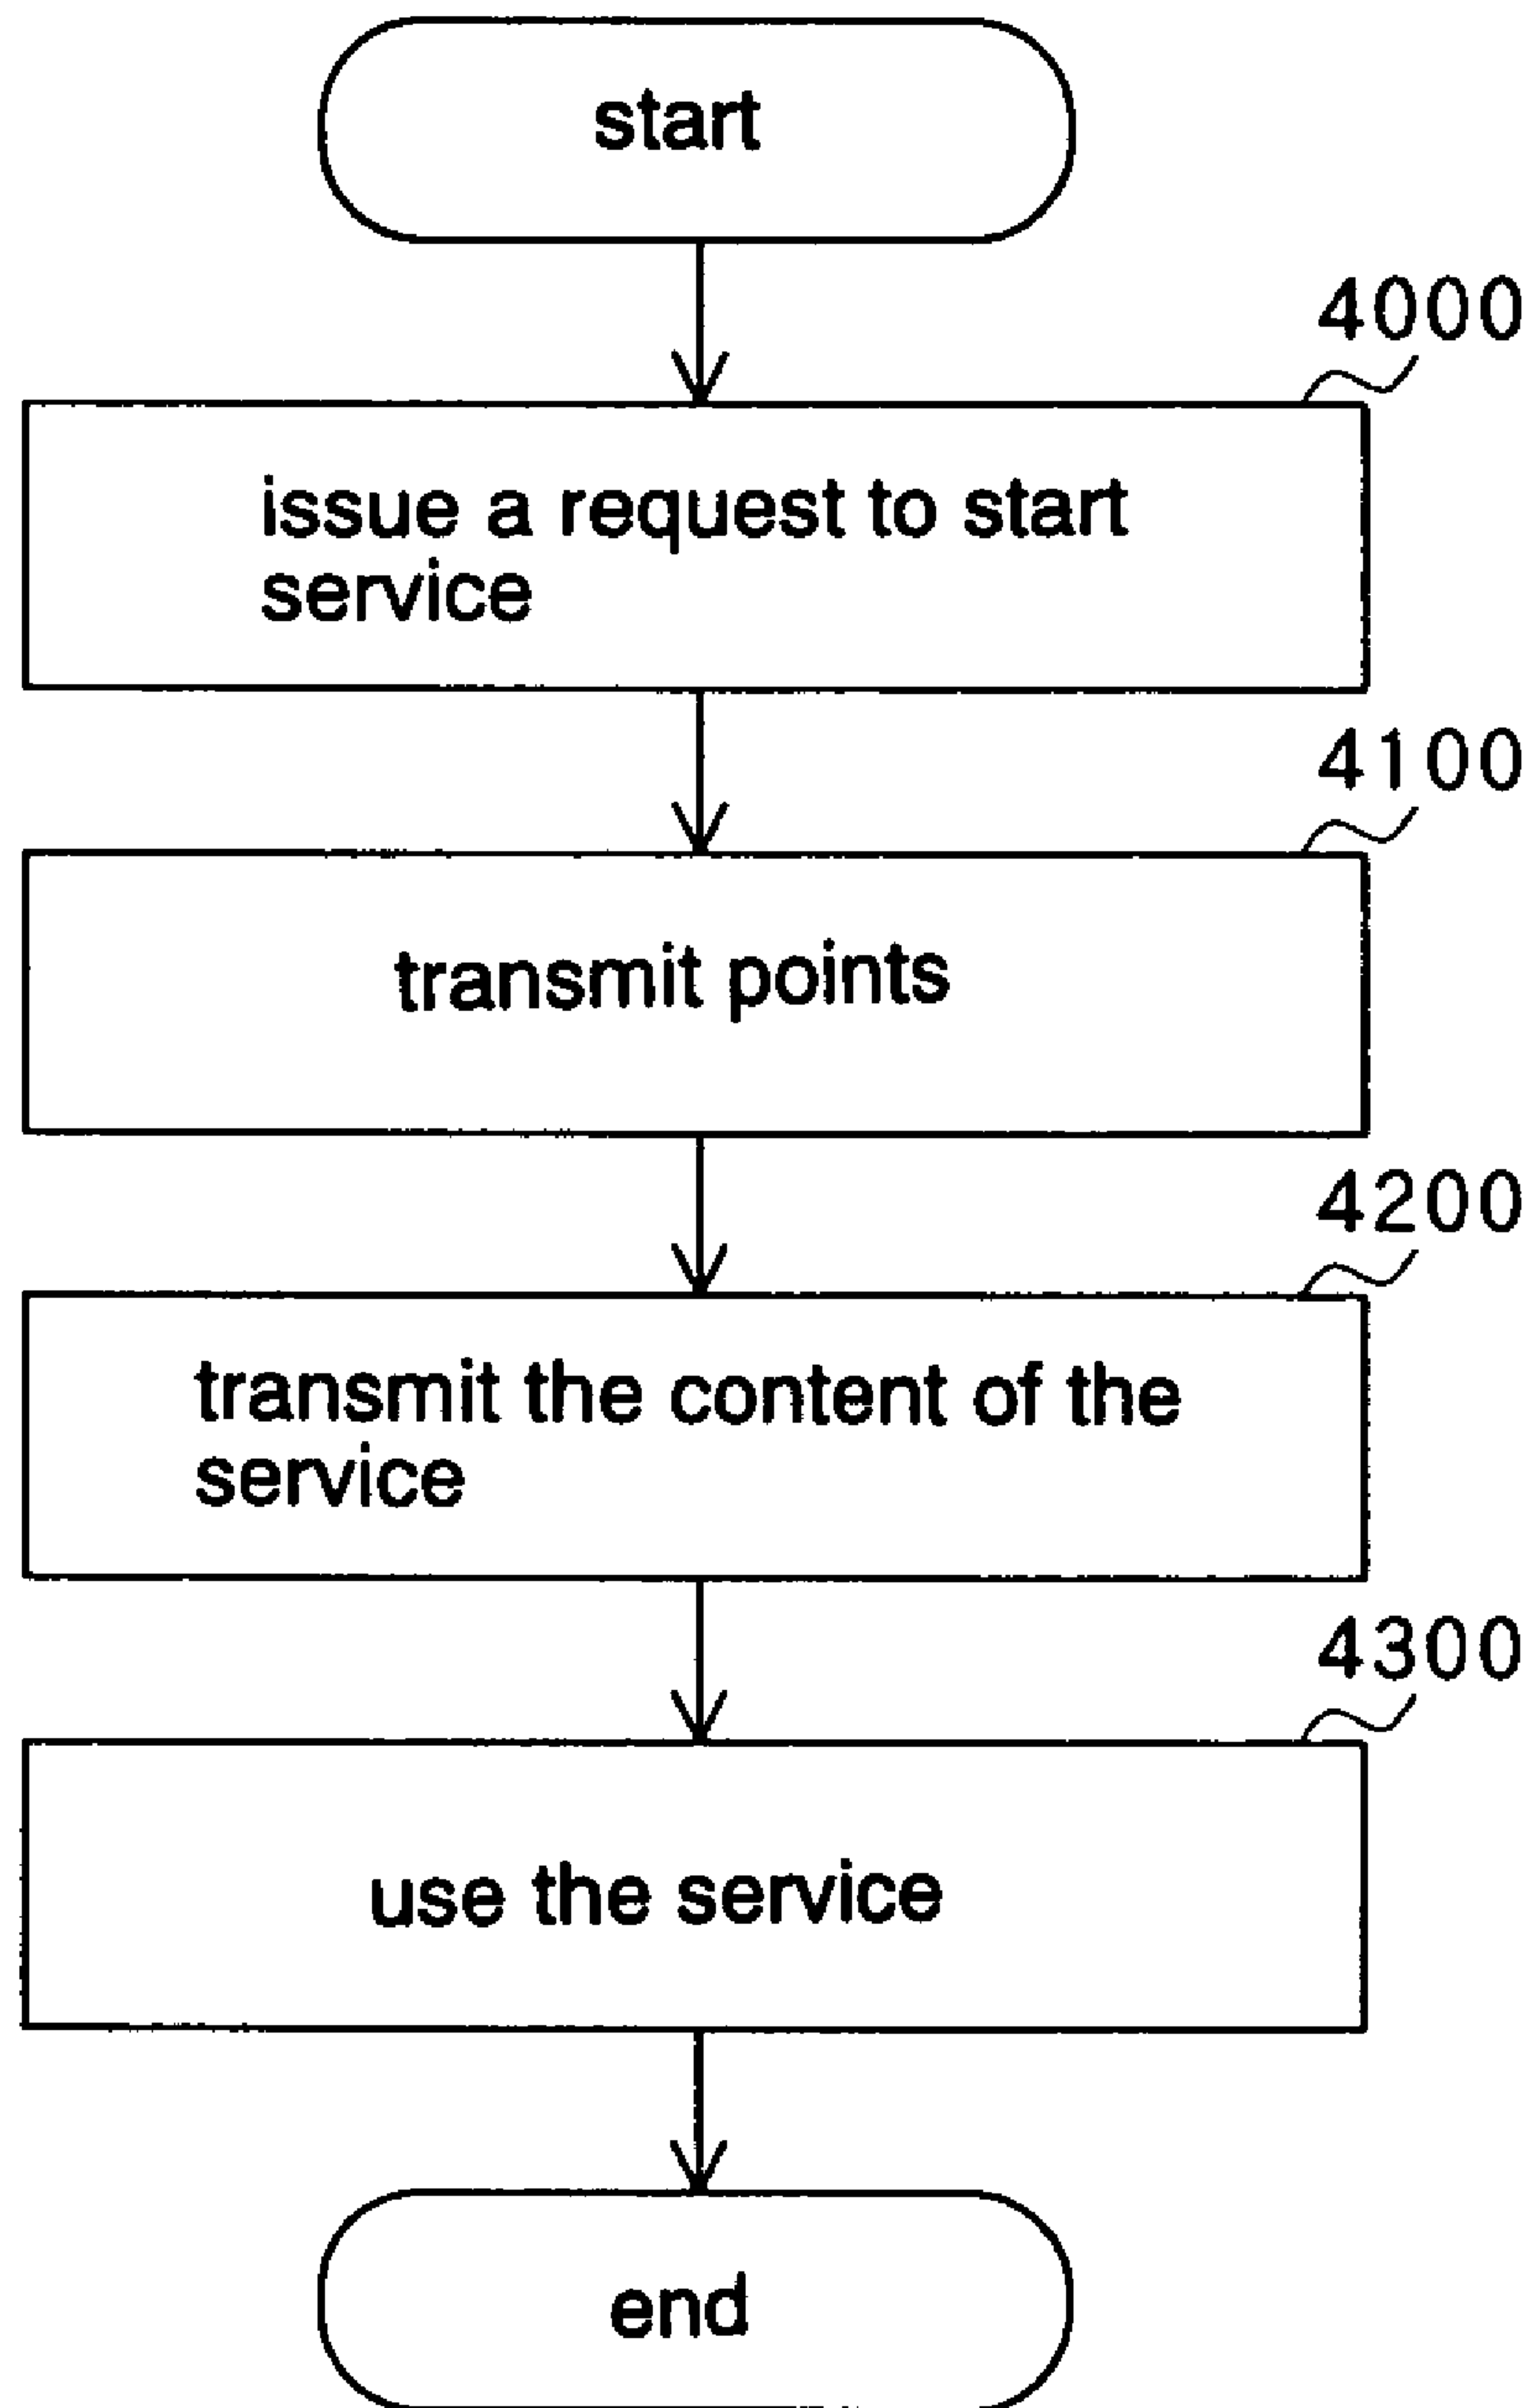 start
4000
issue a request to start
service
4100
transmit points
4200
transmit the content of the
service
4300
use the service
end